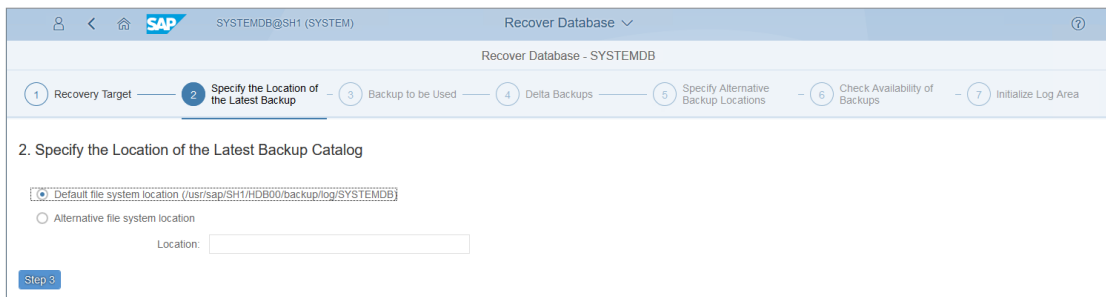 SAP SYSTEMDB@SH1 (SYSTEM) Recover Database
Recover Database - SYSTEMDB
1 Recovery Target 2 Specify the Location of the Latest Backup 3 Backup to be Used 4 Delta Backups 5 Specify Alternative Backup Locations 6 Check Availability of Backups 7 Initialize Log Area
2. Specify the Location of the Latest Backup Catalog
Default file system location (/usr/sap/SH1/HDB00/backup/log/SYSTEMDB)
Alternative file system location
Location:
Step 3